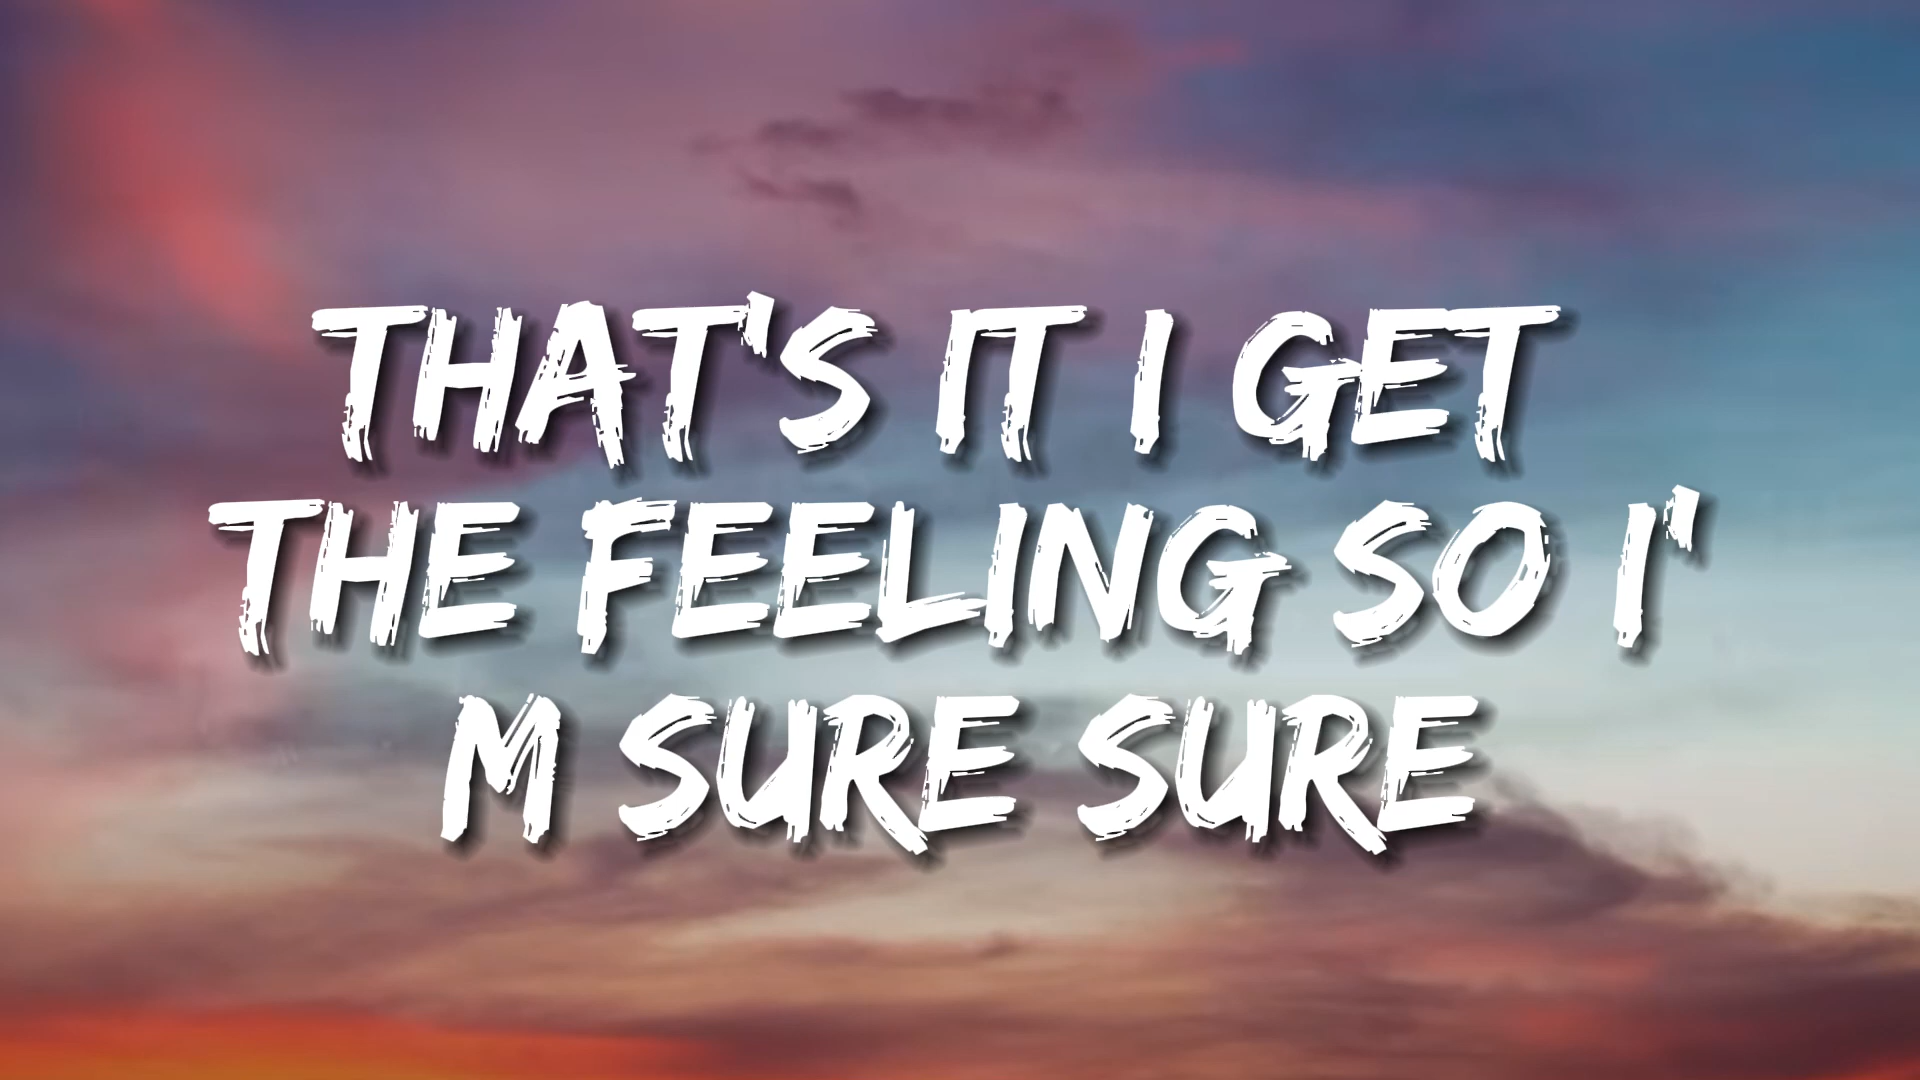 THAT'S IT I GET
THE FEELING SO I'
M SURE SURE